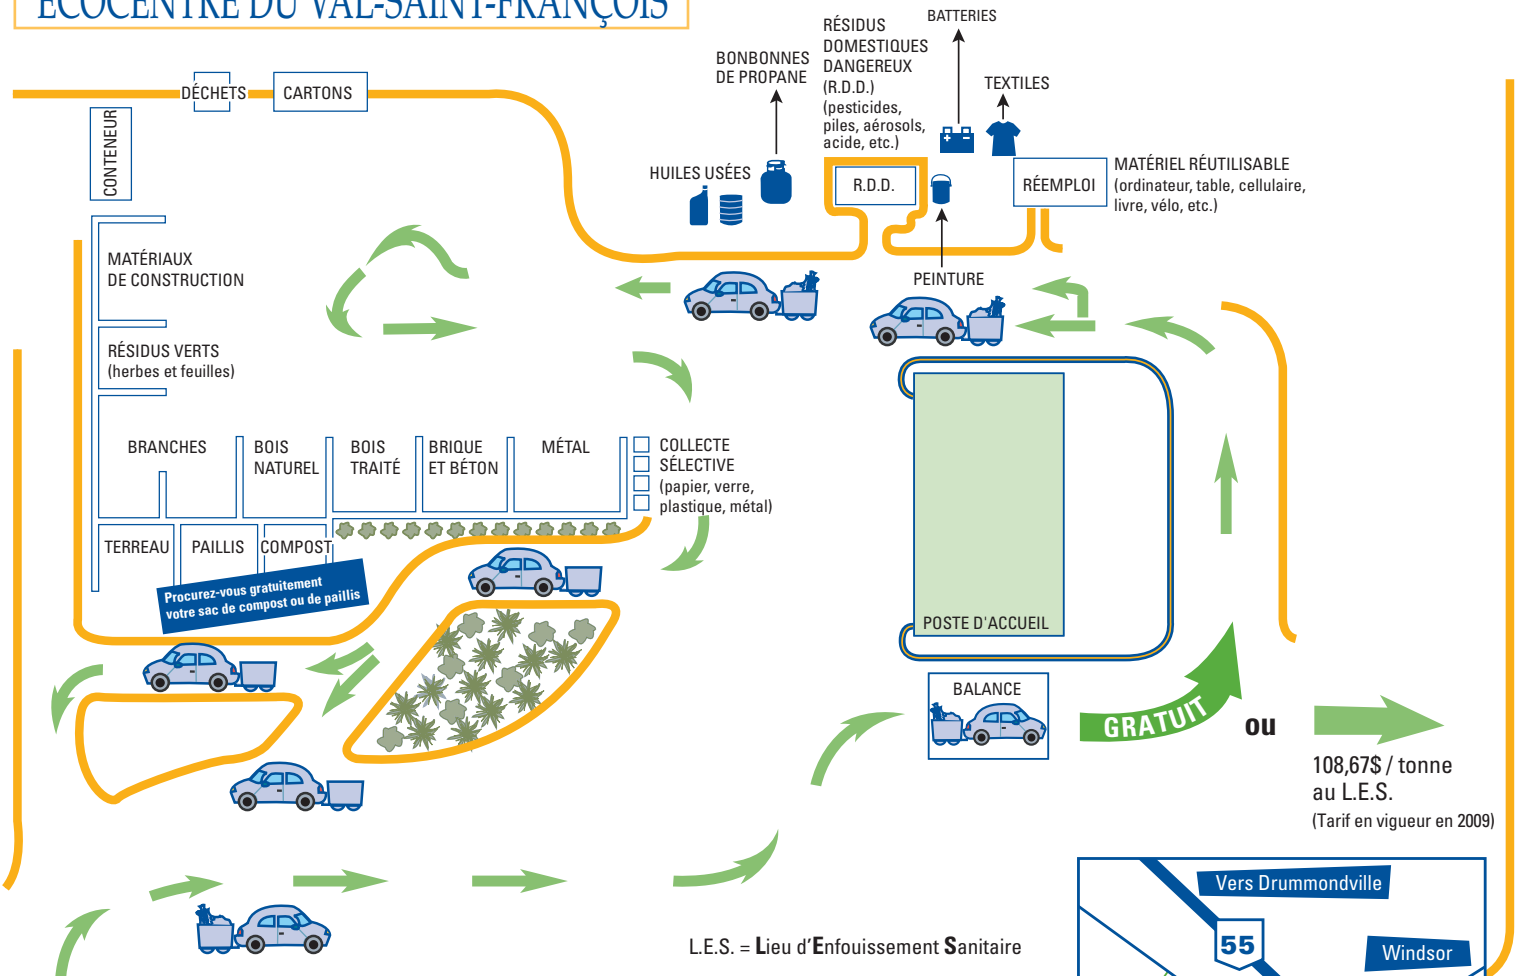 ÉCOCENTRE DU VAL-SAINT-FRANÇOIS
DÉCHETS
CARTONS
CONTENEUR
BONBONNES
DE PROPANE
RÉSIDUS
DOMESTIQUES
DANGEREUX
(R.D.D.)
(pesticides,
piles, aérosols,
acide, etc.)
BATTERIES
TEXTILES
HUILES USÉES
R.D.D.
RÉEMPLOI
MATÉRIEL RÉUTILISABLE
(ordinateur, table, cellulaire,
livre, vélo, etc.)
PEINTURE
MATÉRIAUX
DE CONSTRUCTION
RÉSIDUS VERTS
(herbes et feuilles)
BRANCHES
BOIS
NATUREL
BOIS
TRAITÉ
BRIQUE
ET BÉTON
MÉTAL
COLLECTE
SÉLECTIVE
(papier, verre,
plastique, métal)
TERREAU
PAILLIS
COMPOST
Procurez-vous gratuitement
votre sac de compost ou de paillis
POSTE D'ACCUEIL
BALANCE
GRATUIT
ou
108,67$ / tonne
au L.E.S.
(Tarif en vigueur en 2009)
L.E.S. = Lieu d'Enfouissement Sanitaire
Vers Drummondville
55
Windsor